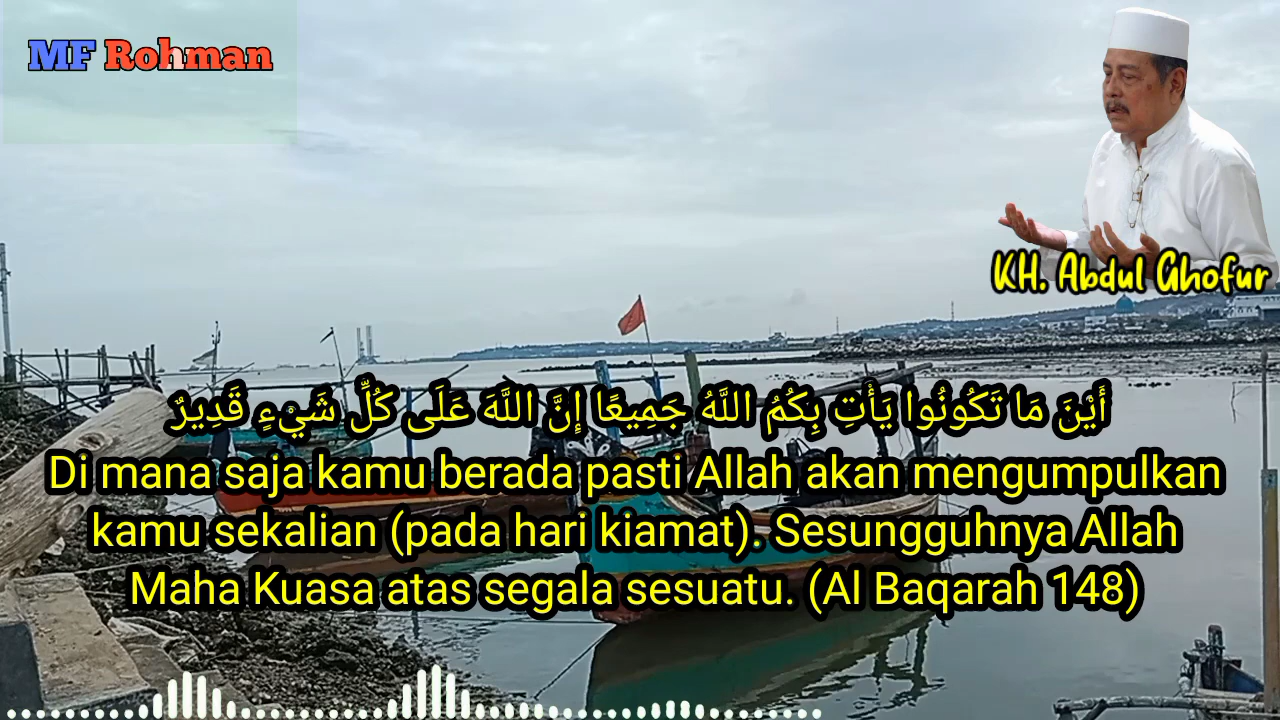 MF Rohman
KH. Abdul Ghofur
أَيْنَ مَا تَكُونُوا يَأْتِ بِكُمُ اللَّهُ جَمِيعًا إِنَّ اللَّهَ عَلَى كُلِّ شَيْءٍ قَدِيرٌ
Di mana saja kamu berada pasti Allah akan mengumpulkan
kamu sekalian (pada hari kiamat). Sesungguhnya Allah
Maha Kuasa atas segala sesuatu. (Al Baqarah 148)